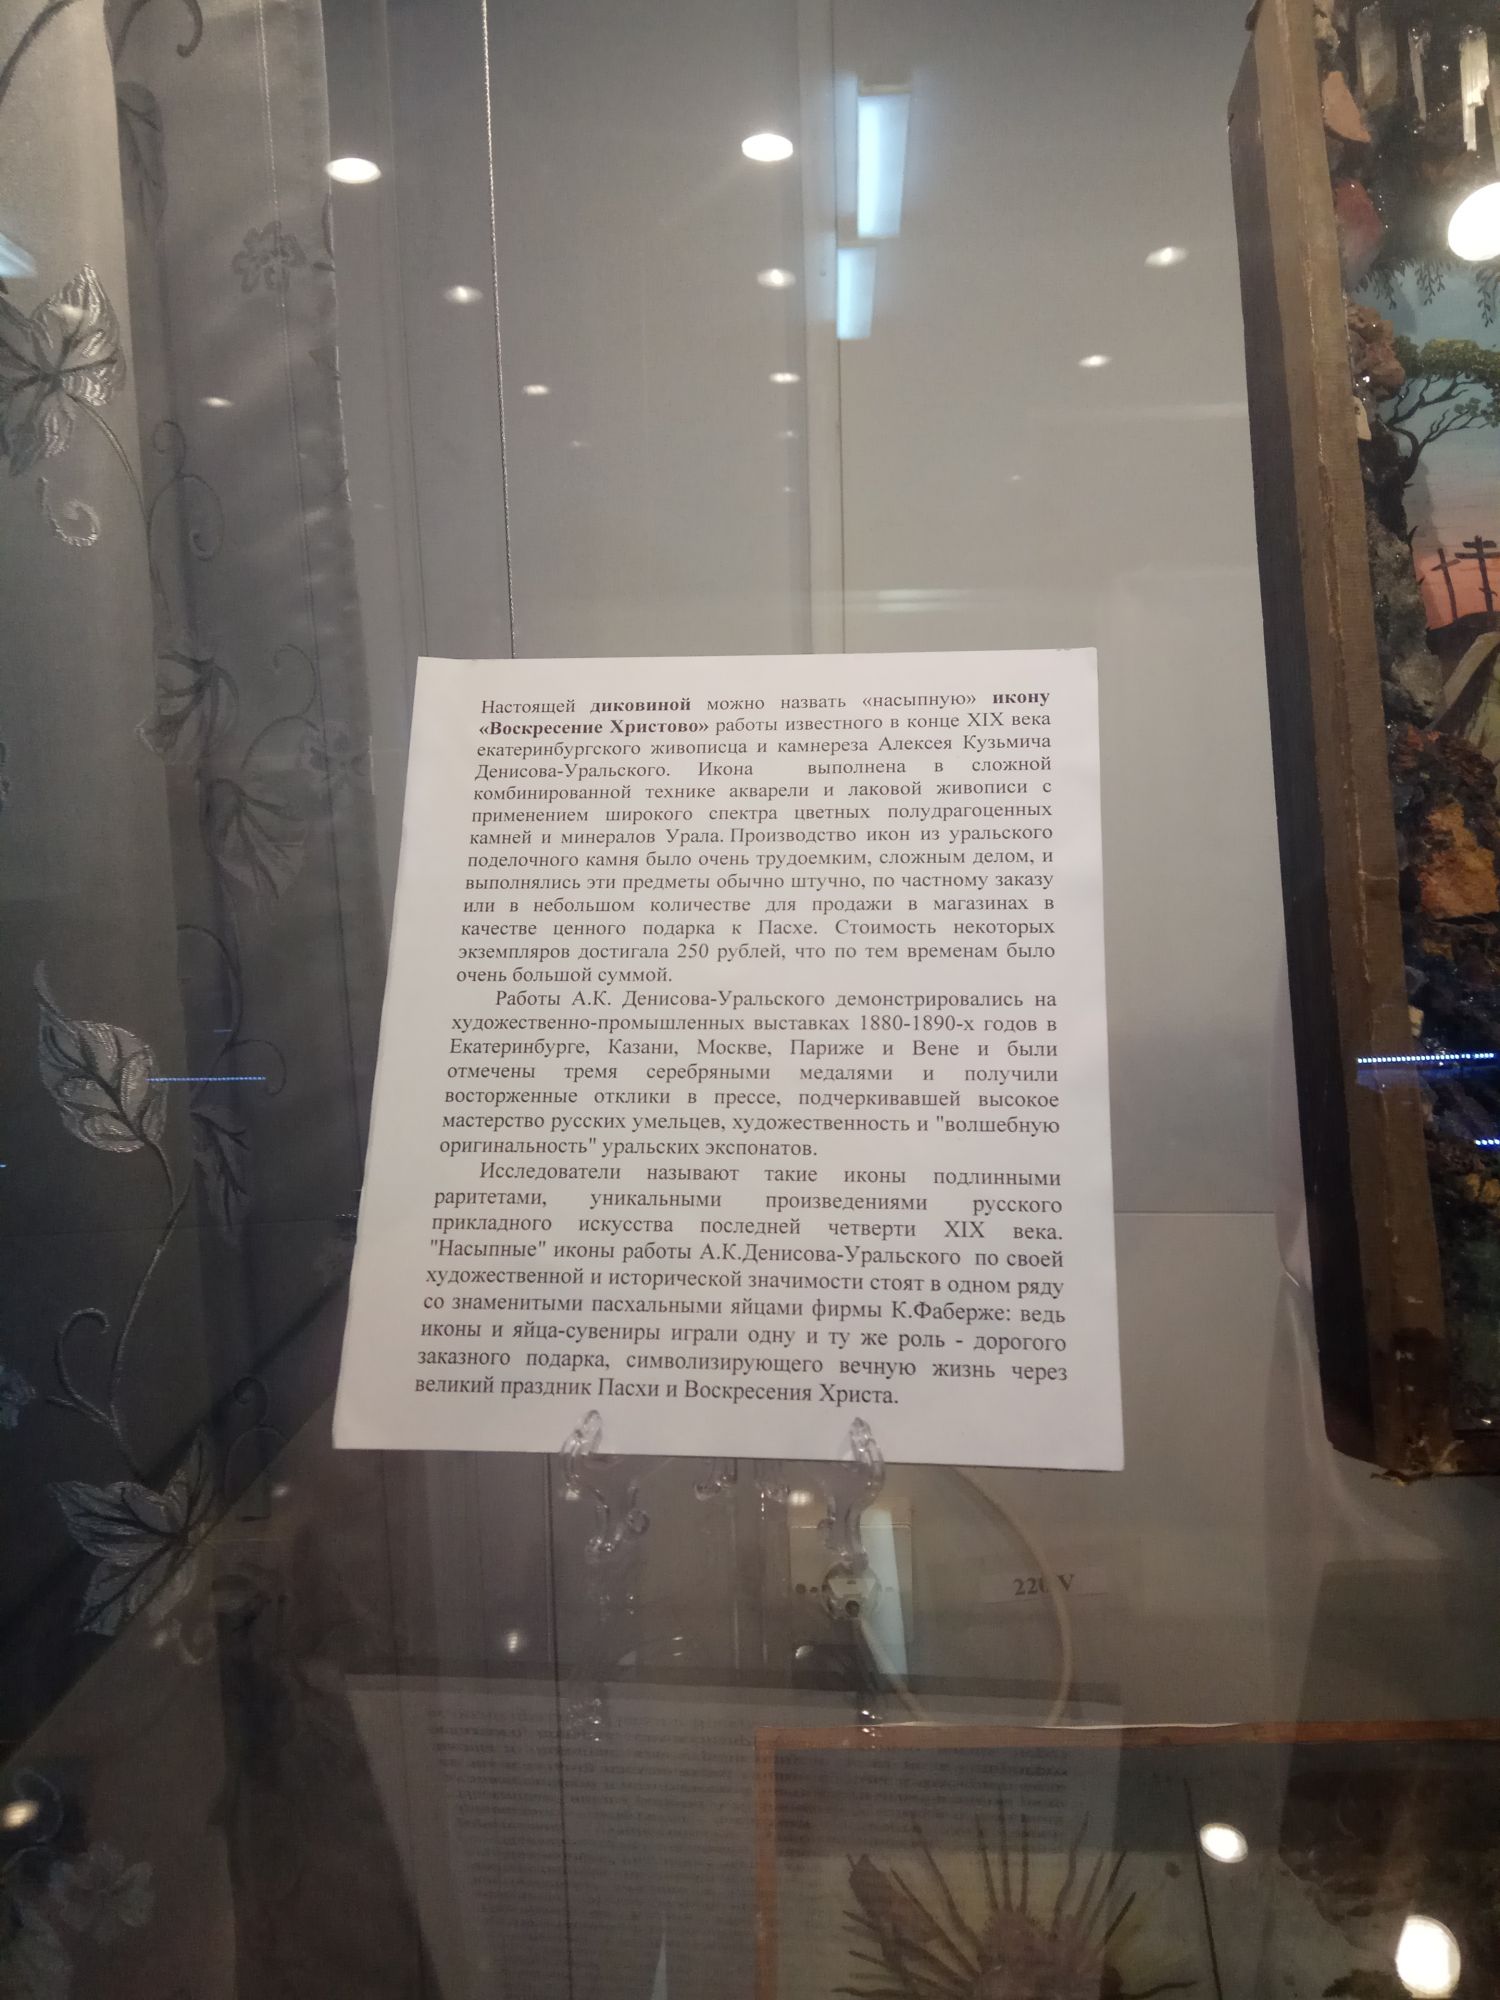 Настоящей диковиной можно назвать «насыпную» икону
«Воскресение Христово» работы известного в конце XIX века
екатеринбургского живописца и камнереза Алексея Кузьмича
Денисова-Уральского. Икона выполнена в сложной
комбинированной технике акварели и лаковой живописи с
применением широкого спектра цветных полудрагоценных
камней и минералов Урала. Производство икон из уральского
поделочного камня было очень трудоемким, сложным делом, и
выполнялись эти предметы обычно штучно, по частному заказу
или в небольшом количестве для продажи в магазинах в
качестве ценного подарка к Пасхе. Стоимость некоторых
экземпляров достигала 250 рублей, что по тем временам было
очень большой суммой.
Работы А.К. Денисова-Уральского демонстрировались на
художественно-промышленных выставках 1880-1890-х годов в
Екатеринбурге, Казани, Москве, Париже и Вене и были
отмечены тремя серебряными медалями и получили
восторженные отклики в прессе, подчеркивавшей высокое
мастерство русских умельцев, художественность и "волшебную
оригинальность" уральских экспонатов.
Исследователи называют такие иконы подлинными
раритетами, уникальными произведениями русского
прикладного искусства последней четверти XIX века.
"Насыпные" иконы работы А.К.Денисова-Уральского по своей
художественной и исторической значимости стоят в одном ряду
со знаменитыми пасхальными яйцами фирмы К.Фаберже: ведь
иконы и яйца-сувениры играли одну и ту же роль - дорогого
заказного подарка, символизирующего вечную жизнь через
великий праздник Пасхи и Воскресения Христа.
220 V